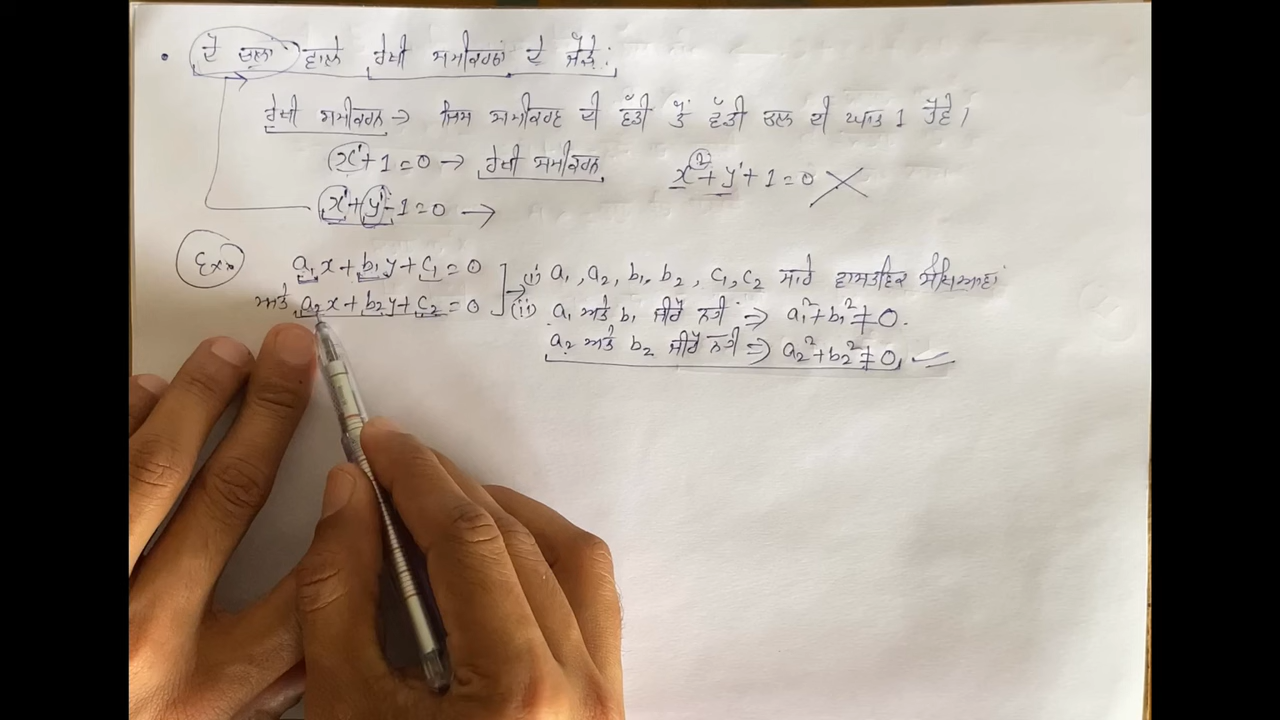 • ਦੋ ਚਲਾਂ ਵਾਲੇ ਰੇਖੀ ਸਮੀਕਰਣਾਂ ਦੇ ਜੋੜੇ:
ਰੇਖੀ ਸਮੀਕਰਨ → ਜਿਸ ਸਮੀਕਰਣ ਦੀ ਵੱਤੀ ਤੋਂ ਵੱਤੀ ਚਲ ਦੀ ਘਾਤ 1 ਹੋਵੇ।
x¹+1=0 → ਰੇਖੀ ਸਮੀਕਰਨ
x²+y¹+1=0 ×
x¹+y¹-1=0 →
Ex:
a₁x+b₁y+c₁=0
ਅਤੇ a₂x+b₂y+c₂=0
→ (i) a₁, a₂, b₁, b₂, c₁, c₂ ਸਾਰੇ ਵਾਸਤਵਿਕ ਸੰਖਿਆਵਾਂ
(ii) a₁ ਅਤੇ b₁ ਜੀਰੋ ਨਹੀਂ ⇒ a₁²+b₁²≠0.
a₂ ਅਤੇ b₂ ਜੀਰੋ ਨਹੀਂ ⇒ a₂²+b₂²≠0,